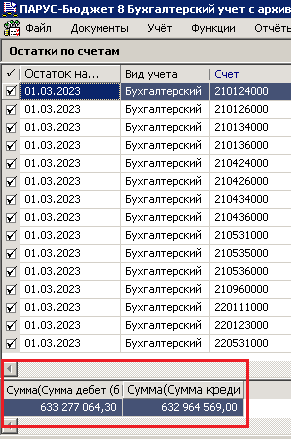 ПАРУС-Бюджет 8 Бухгалтерский учет с архив
Файл Документы Учёт Функции Отчёты
Остатки по счетам
✓ Остаток на... Вид учета Счет
01.03.2023 Бухгалтерский 210124000
01.03.2023 Бухгалтерский 210126000
01.03.2023 Бухгалтерский 210134000
01.03.2023 Бухгалтерский 210136000
01.03.2023 Бухгалтерский 210424000
01.03.2023 Бухгалтерский 210426000
01.03.2023 Бухгалтерский 210434000
01.03.2023 Бухгалтерский 210436000
01.03.2023 Бухгалтерский 210531000
01.03.2023 Бухгалтерский 210535000
01.03.2023 Бухгалтерский 210536000
01.03.2023 Бухгалтерский 210960000
01.03.2023 Бухгалтерский 220111000
01.03.2023 Бухгалтерский 220123000
01.03.2023 Бухгалтерский 220531000
Сумма(Сумма дебет (б Сумма(Сумма креди
633 277 064,30 632 964 569,00